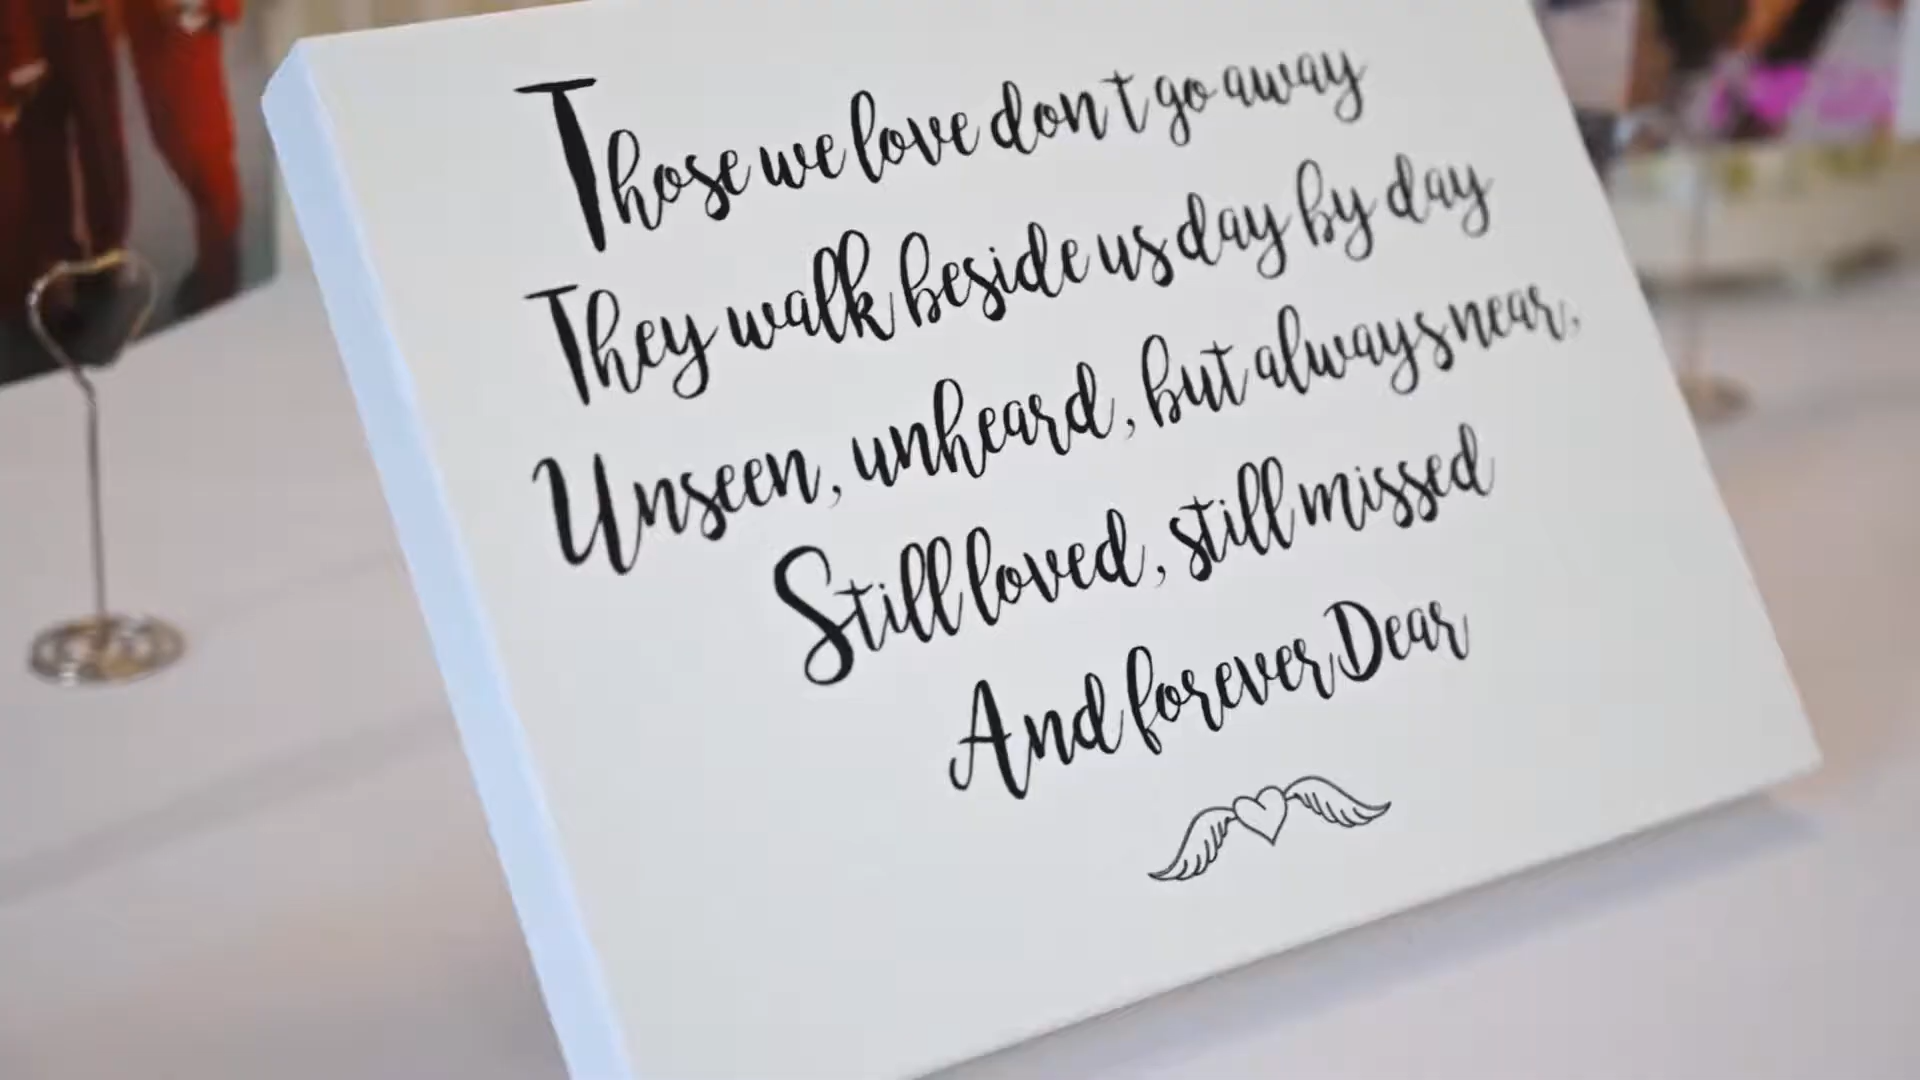 Those we love don't go away
They walk beside us day by day
Unseen, unheard, but always near,
Still loved, still missed
And forever Dear